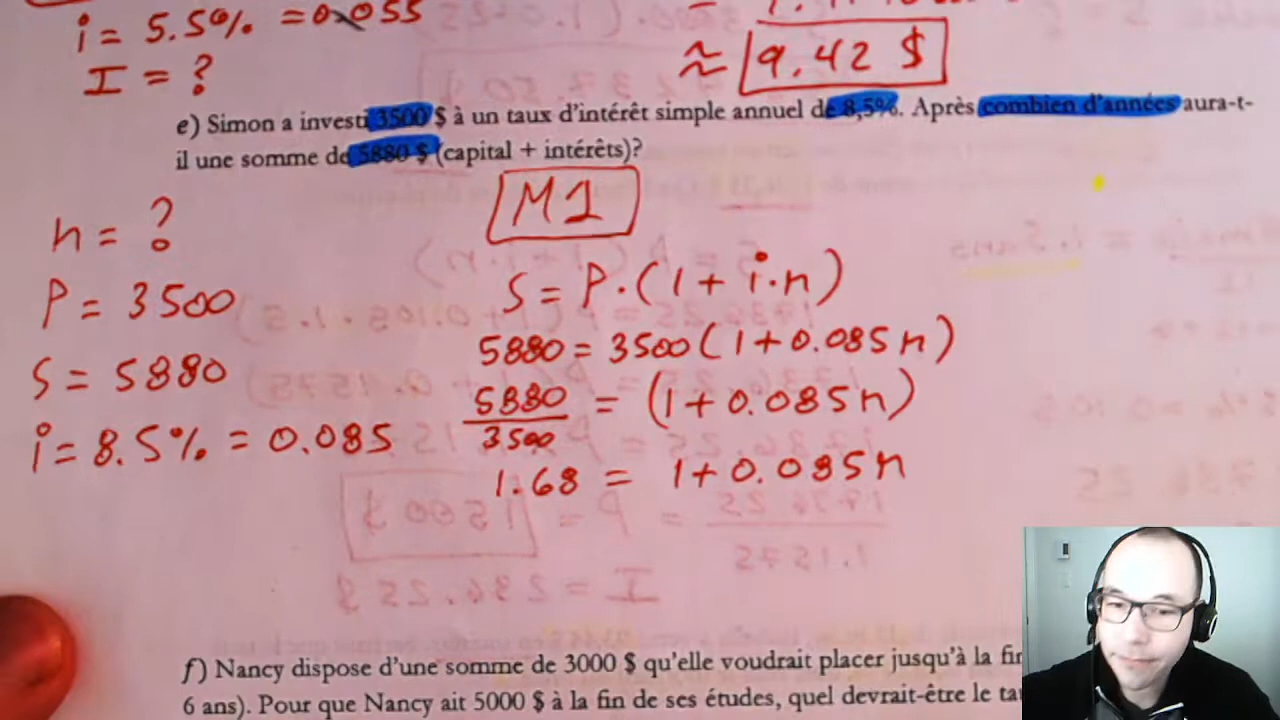 i = 5.5% = 0.055
I = ?
≈ 9.42 $
e) Simon a investi 3500 $ à un taux d'intérêt simple annuel de 8,5%. Après combien d'années aura-t-
il une somme de 5880 $ (capital + intérêts)?
M1
n = ?
P = 3500
S = 5880
i = 8.5% = 0.085
S = P·(1 + i·n)
5880 = 3500(1+0.085n)
5880/3500 = (1+0.085n)
1.68 = 1+0.085n
f) Nancy dispose d'une somme de 3000 $ qu'elle voudrait placer jusqu'à la
6 ans). Pour que Nancy ait 5000 $ à la fin de ses études, quel devrait-être le